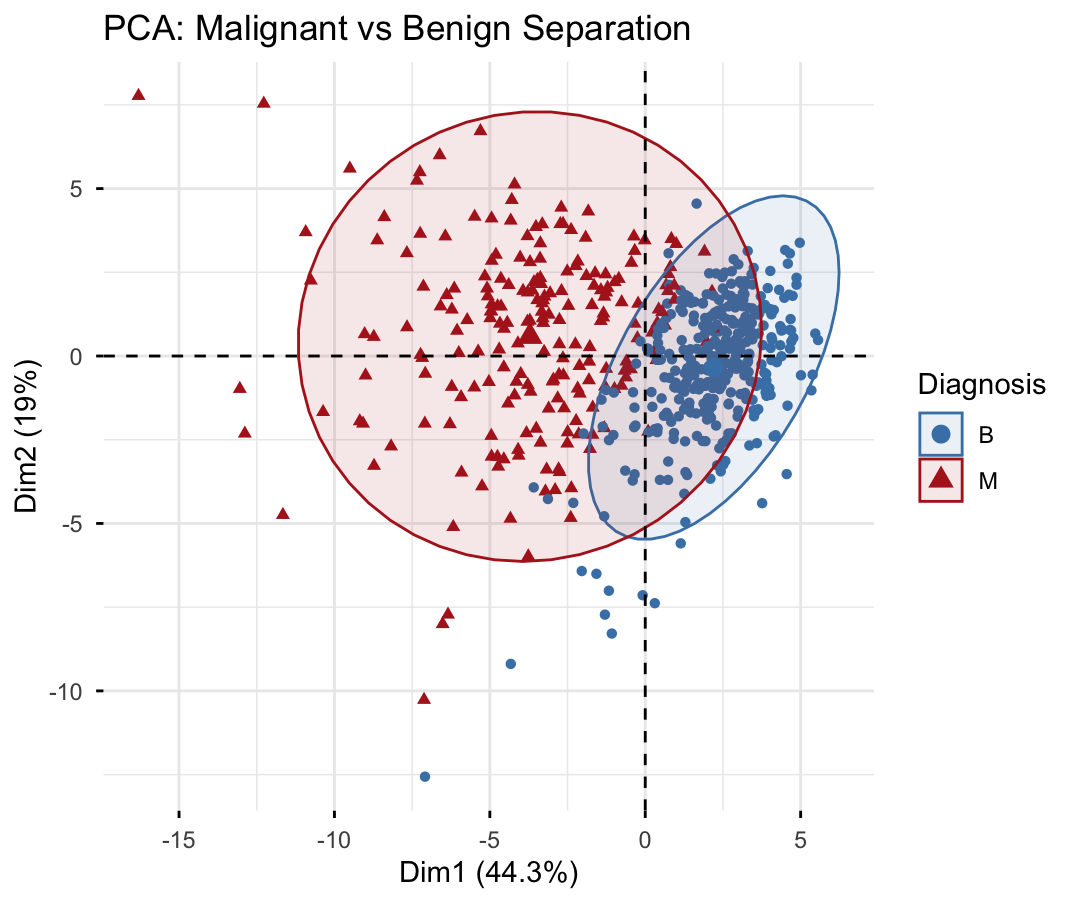 PCA: Malignant vs Benign Separation
5
0
-5
-10
Dim2 (19%)
-15
-10
-5
0
5
Dim1 (44.3%)
Diagnosis
B
M